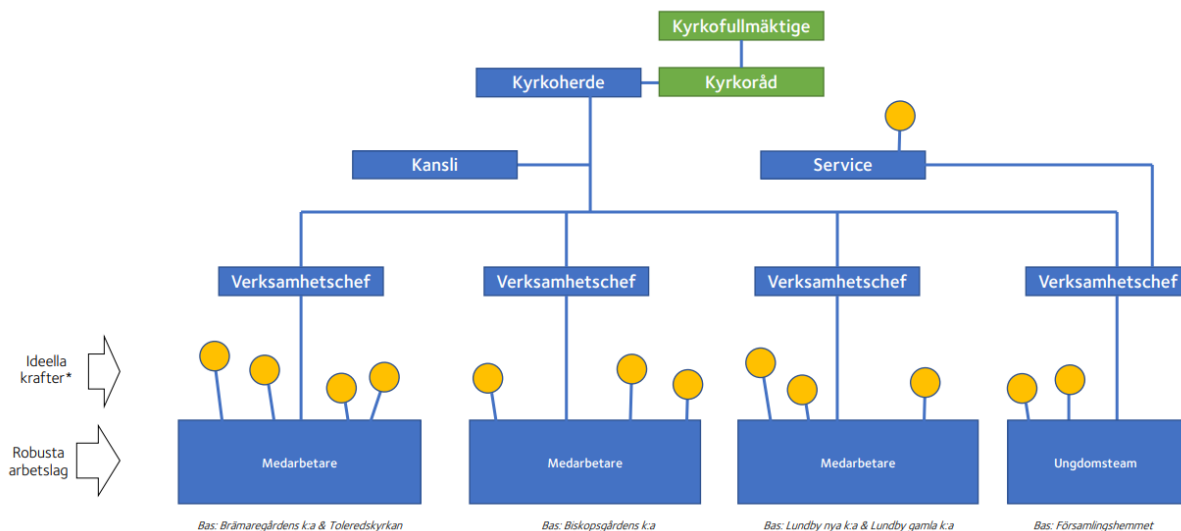 Kyrkofullmäktige
Kyrkoherde
Kyrkoråd
Kansli
Service
Verksamhetschef
Verksamhetschef
Verksamhetschef
Verksamhetschef
Ideella
krafter*
Robusta
arbetslag
Medarbetare
Medarbetare
Medarbetare
Ungdomsteam
Bas: Brämaregårdens k:a & Toleredskyrkan
Bas: Biskopsgårdens k:a
Bas: Lundby nya k:a & Lundby gamla k:a
Bas: Församlingshemmet